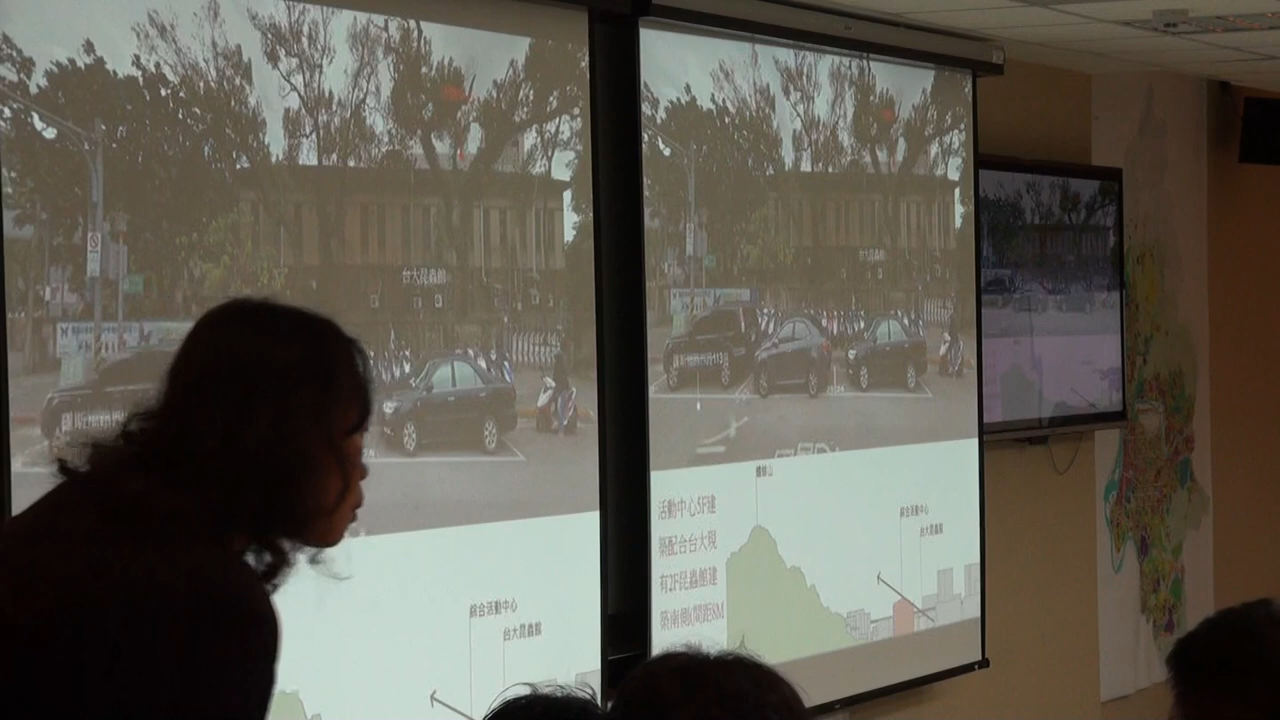 台大昆蟲館
台大昆蟲館
綜合活動中心
台大昆蟲館
蟾蜍山
活動中心5F建
築配合台大現
有2F昆蟲館建
築南側(間距8M
綜合活動中心
台大昆蟲館